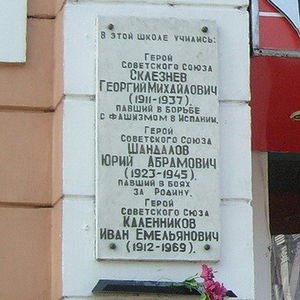 В ЭТОЙ ШКОЛЕ УЧИЛИСЬ:
ГЕРОЙ
СОВЕТСКОГО СОЮЗА
СКЛЕЗНЕВ
ГЕОРГИЙ МИХАЙЛОВИЧ
(1911-1937).
ПАВШИЙ В БОРЬБЕ
С ФАШИЗМОМ В ИСПАНИИ.
ГЕРОЙ
СОВЕТСКОГО СОЮЗА
ШАНДАЛОВ
ЮРИЙ АБРАМОВИЧ
(1923-1945).
ПАВШИЙ В БОЯХ
ЗА РОДИНУ.
ГЕРОЙ
СОВЕТСКОГО СОЮЗА
КАЛЕННИКОВ
ИВАН ЕМЕЛЬЯНОВИЧ
(1912-1969).